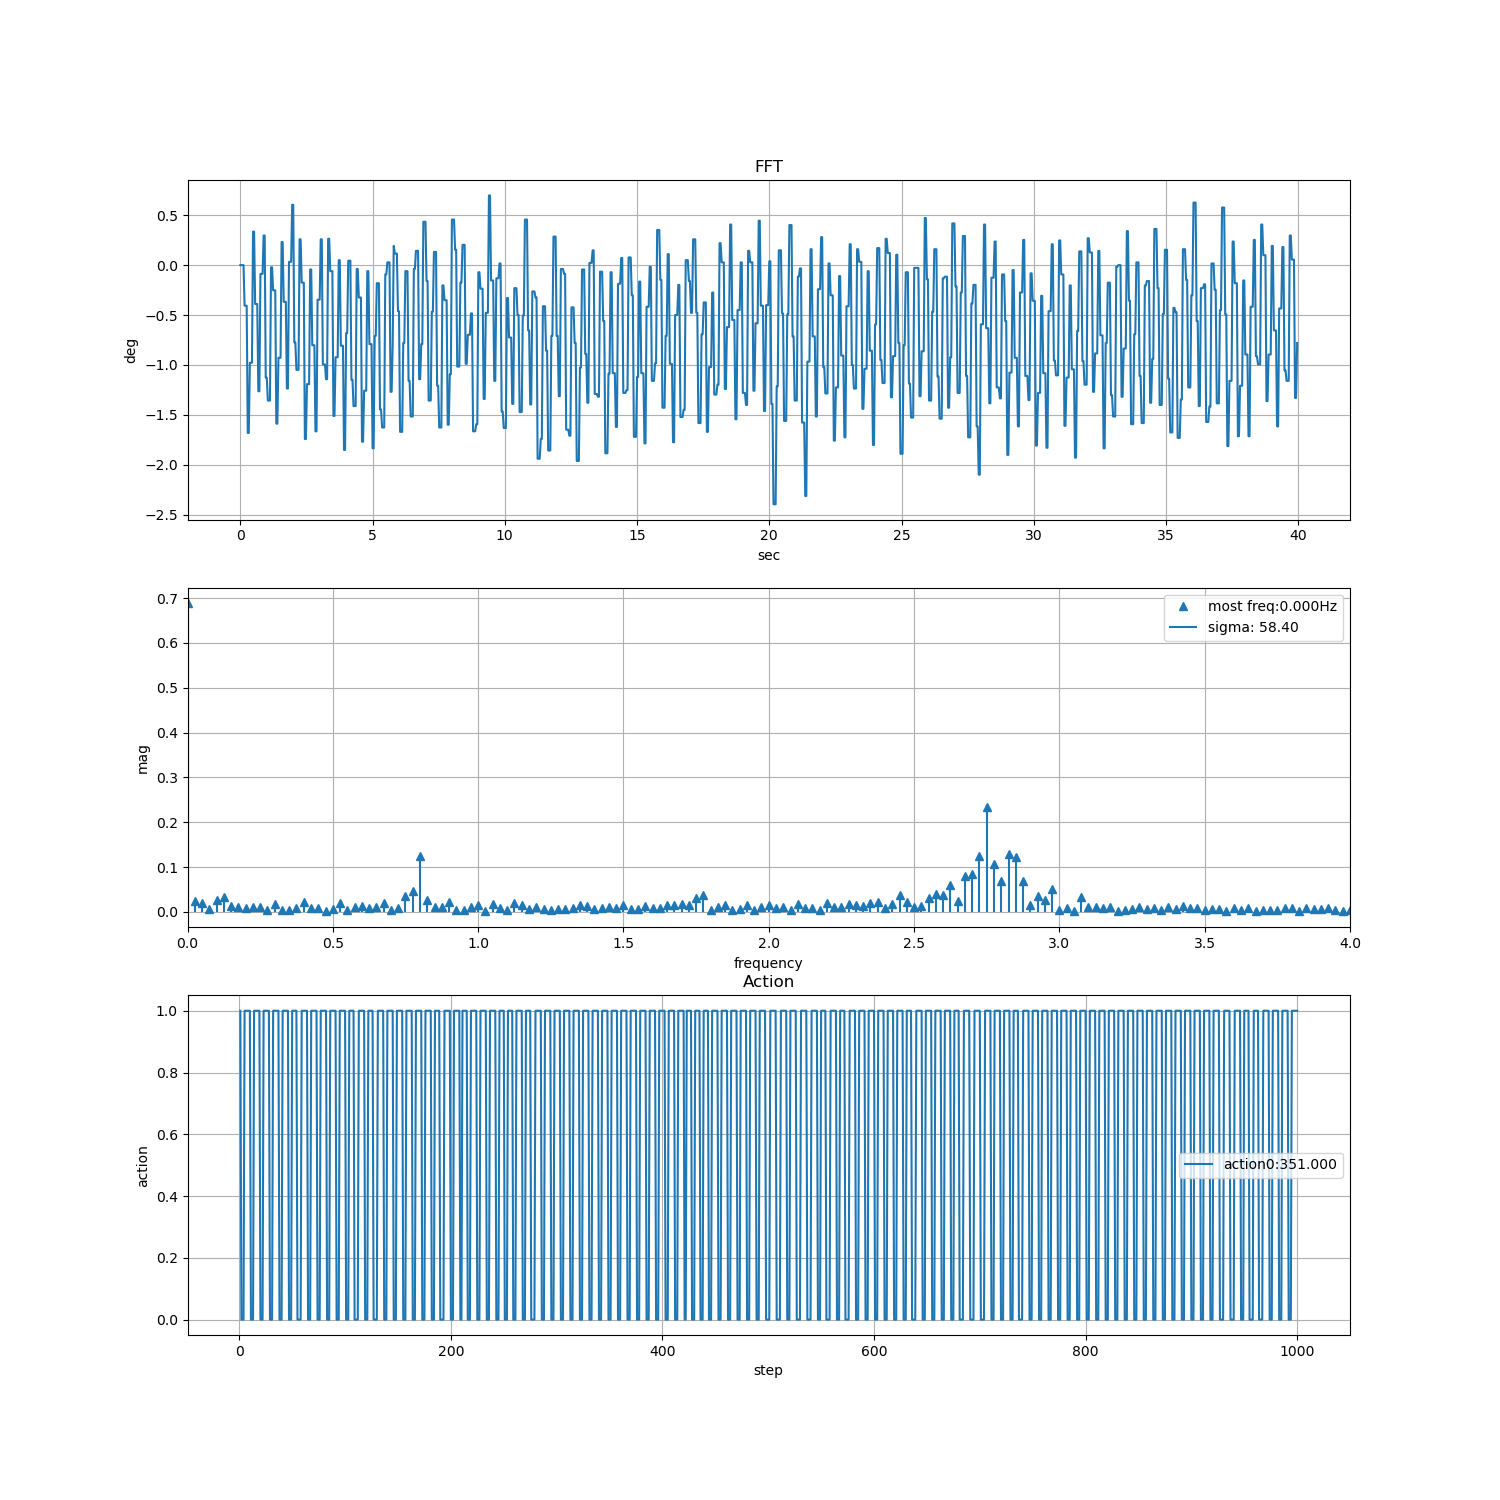 FFT
0.5
0.0
−0.5
−1.0
−1.5
−2.0
−2.5
deg
0 5 10 15 20 25 30 35 40
sec
0.7
0.6
0.5
0.4
0.3
0.2
0.1
0.0
mag
most freq:0.000Hz
sigma: 58.40
0.0 0.5 1.0 1.5 2.0 2.5 3.0 3.5 4.0
frequency
Action
1.0
0.8
0.6
0.4
0.2
0.0
action
action0:351.000
0 200 400 600 800 1000
step